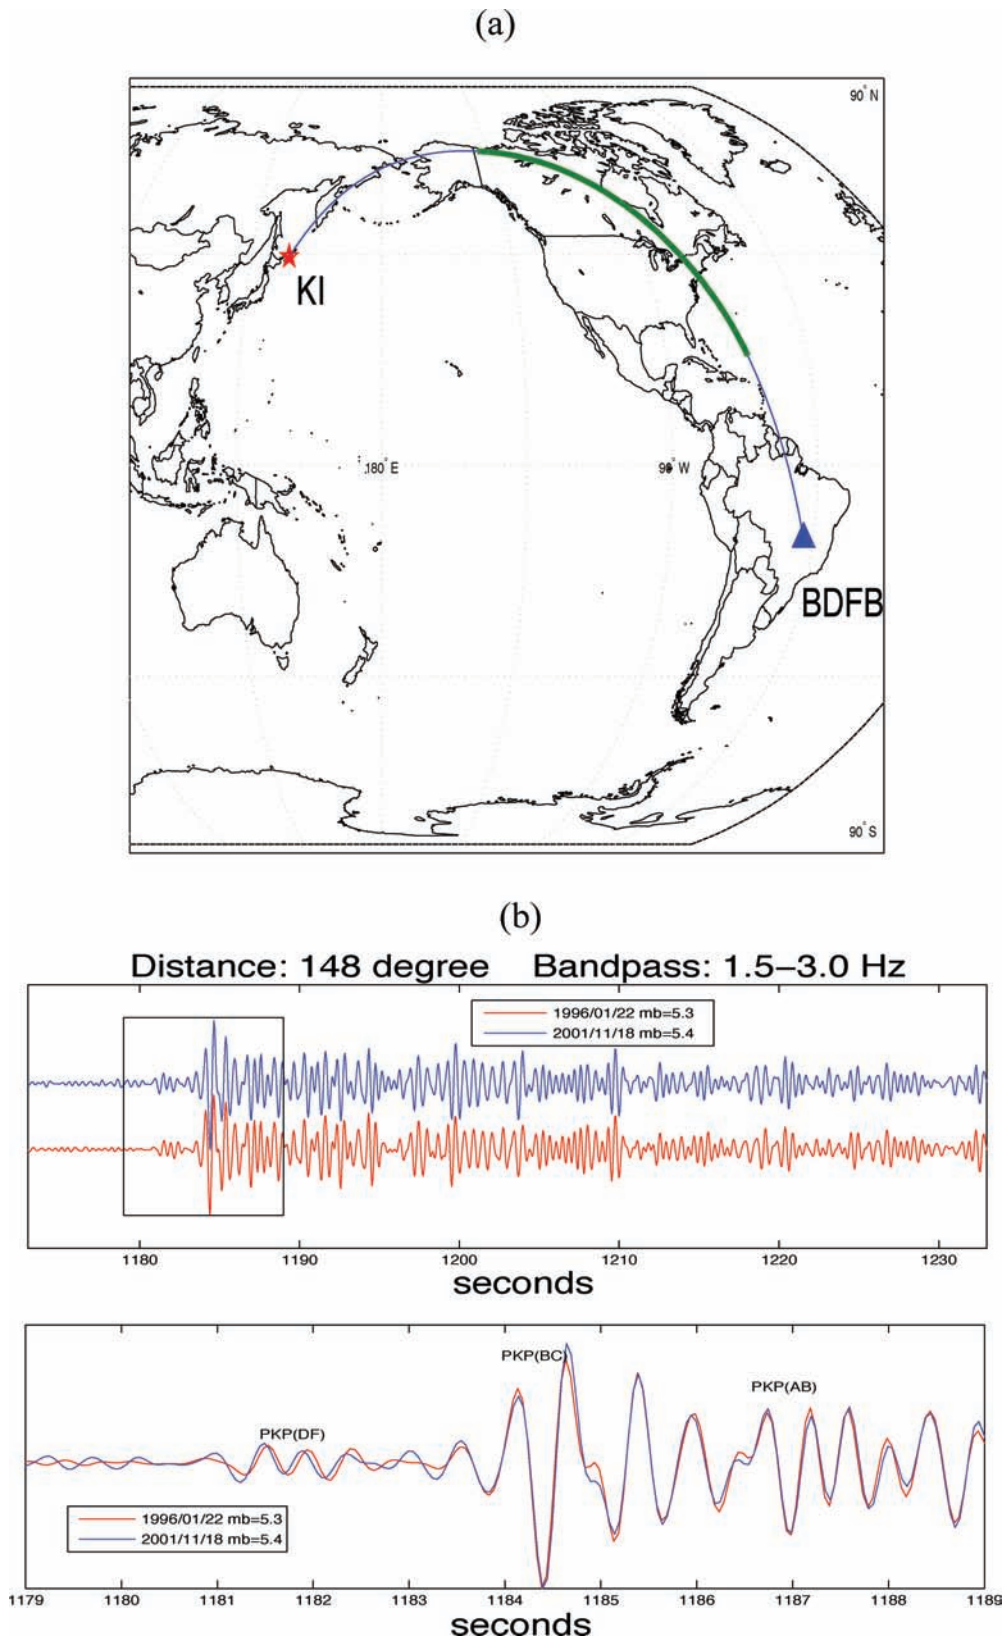 (a)
90° N
KI
180° E
90° W
BDFB
90° S
(b)
Distance: 148 degree Bandpass: 1.5–3.0 Hz
1996/01/22 mb=5.3
2001/11/18 mb=5.4
1180 1190 1200 1210 1220 1230
seconds
PKP(BC)
PKP(AB)
PKP(DF)
1996/01/22 mb=5.3
2001/11/18 mb=5.4
1179 1180 1181 1182 1183 1184 1185 1186 1187 1188 1189
seconds